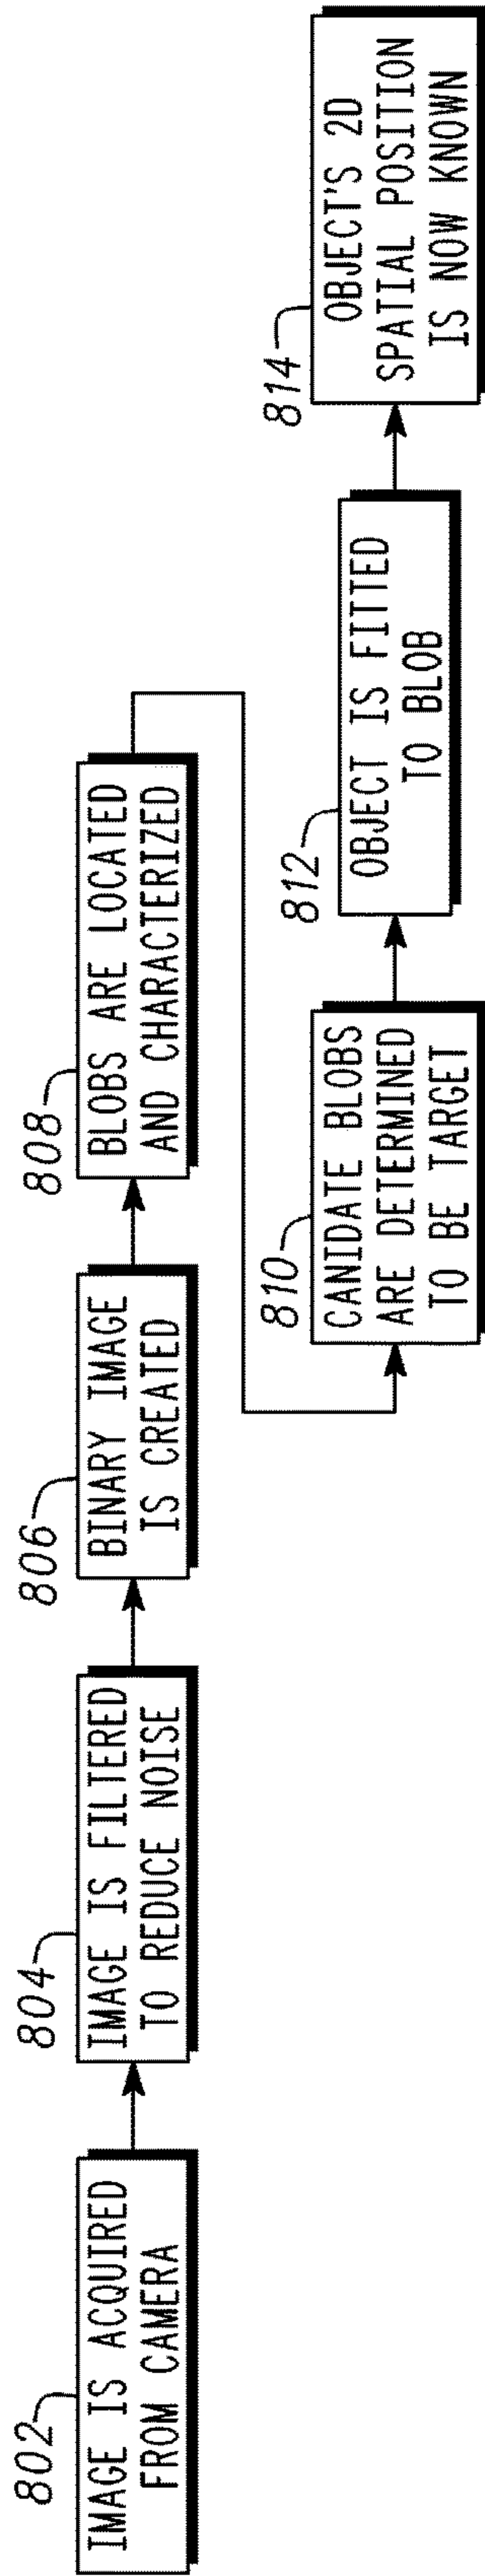 802
IMAGE IS ACQUIRED
FROM CAMERA
804
IMAGE IS FILTERED
TO REDUCE NOISE
806
BINARY IMAGE
IS CREATED
808
BLOBS ARE LOCATED
AND CHARACTERIZED
810
CANIDATE BLOBS
ARE DETERMINED
TO BE TARGET
812
OBJECT IS FITTED
TO BLOB
814
OBJECT'S 2D
SPATIAL POSITION
IS NOW KNOWN